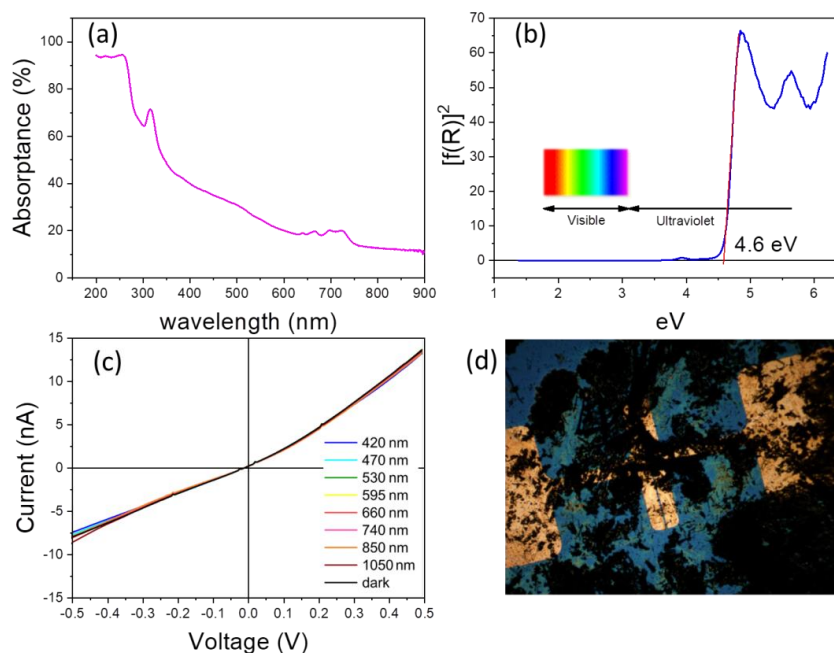 (a)
100
80
60
40
20
0
Absorptance (%)
200 300 400 500 600 700 800 900
wavelength (nm)
(b)
70
60
50
40
30
20
10
0
[f(R)]²
Visible
Ultraviolet
4.6 eV
1 2 3 4 5 6
eV
(c)
15
10
5
0
-5
-10
-15
Current (nA)
420 nm
470 nm
530 nm
595 nm
660 nm
740 nm
850 nm
1050 nm
dark
-0.5 -0.4 -0.3 -0.2 -0.1 0.0 0.1 0.2 0.3 0.4 0.5
Voltage (V)
(d)